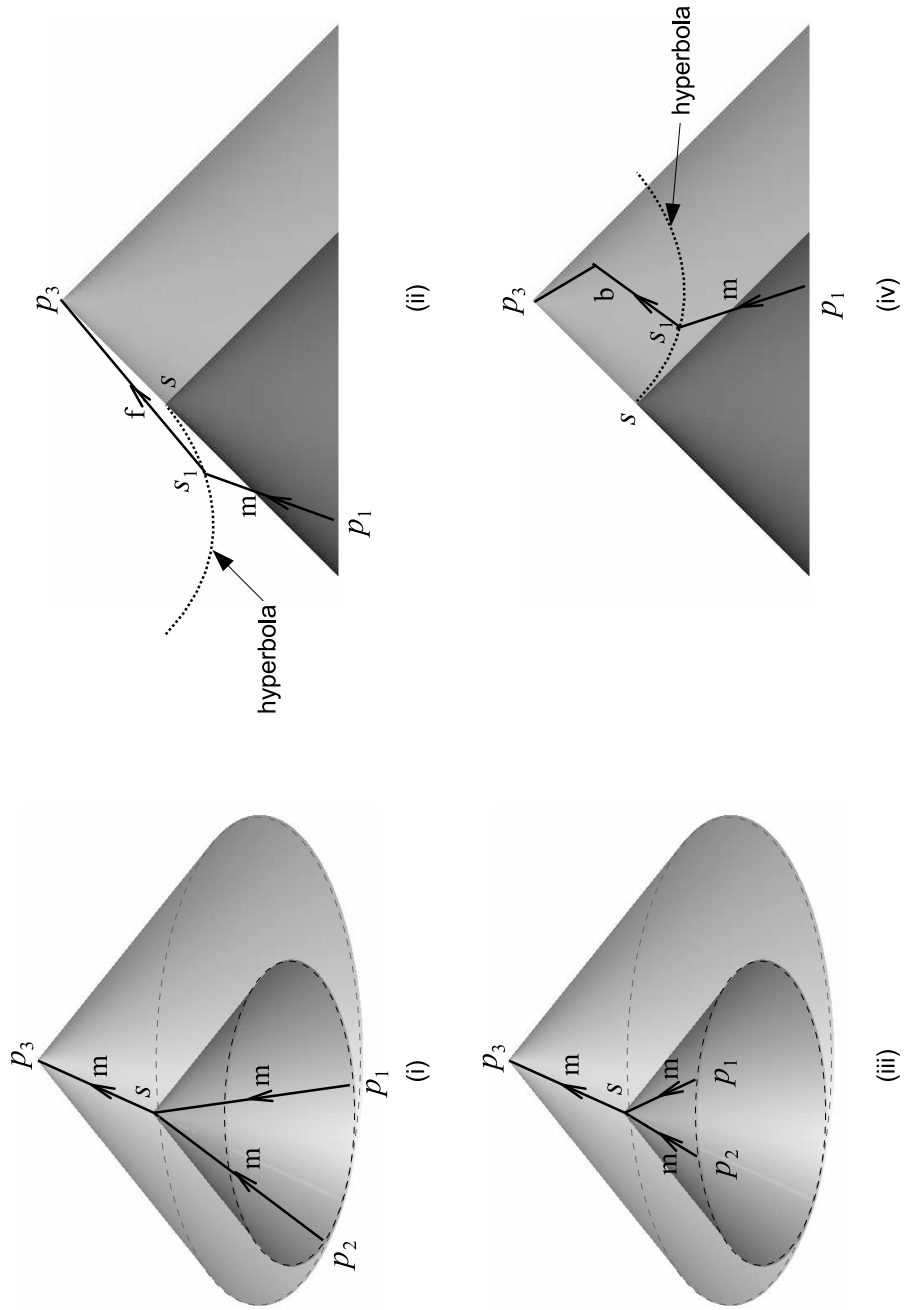 p3
m
s
m
m
p1
p2
(i)
p3
f
s
s1
m
p1
hyperbola
(ii)
p3
m
s
m
m
p1
p2
(iii)
p3
b
s
s1
m
p1
hyperbola
(iv)